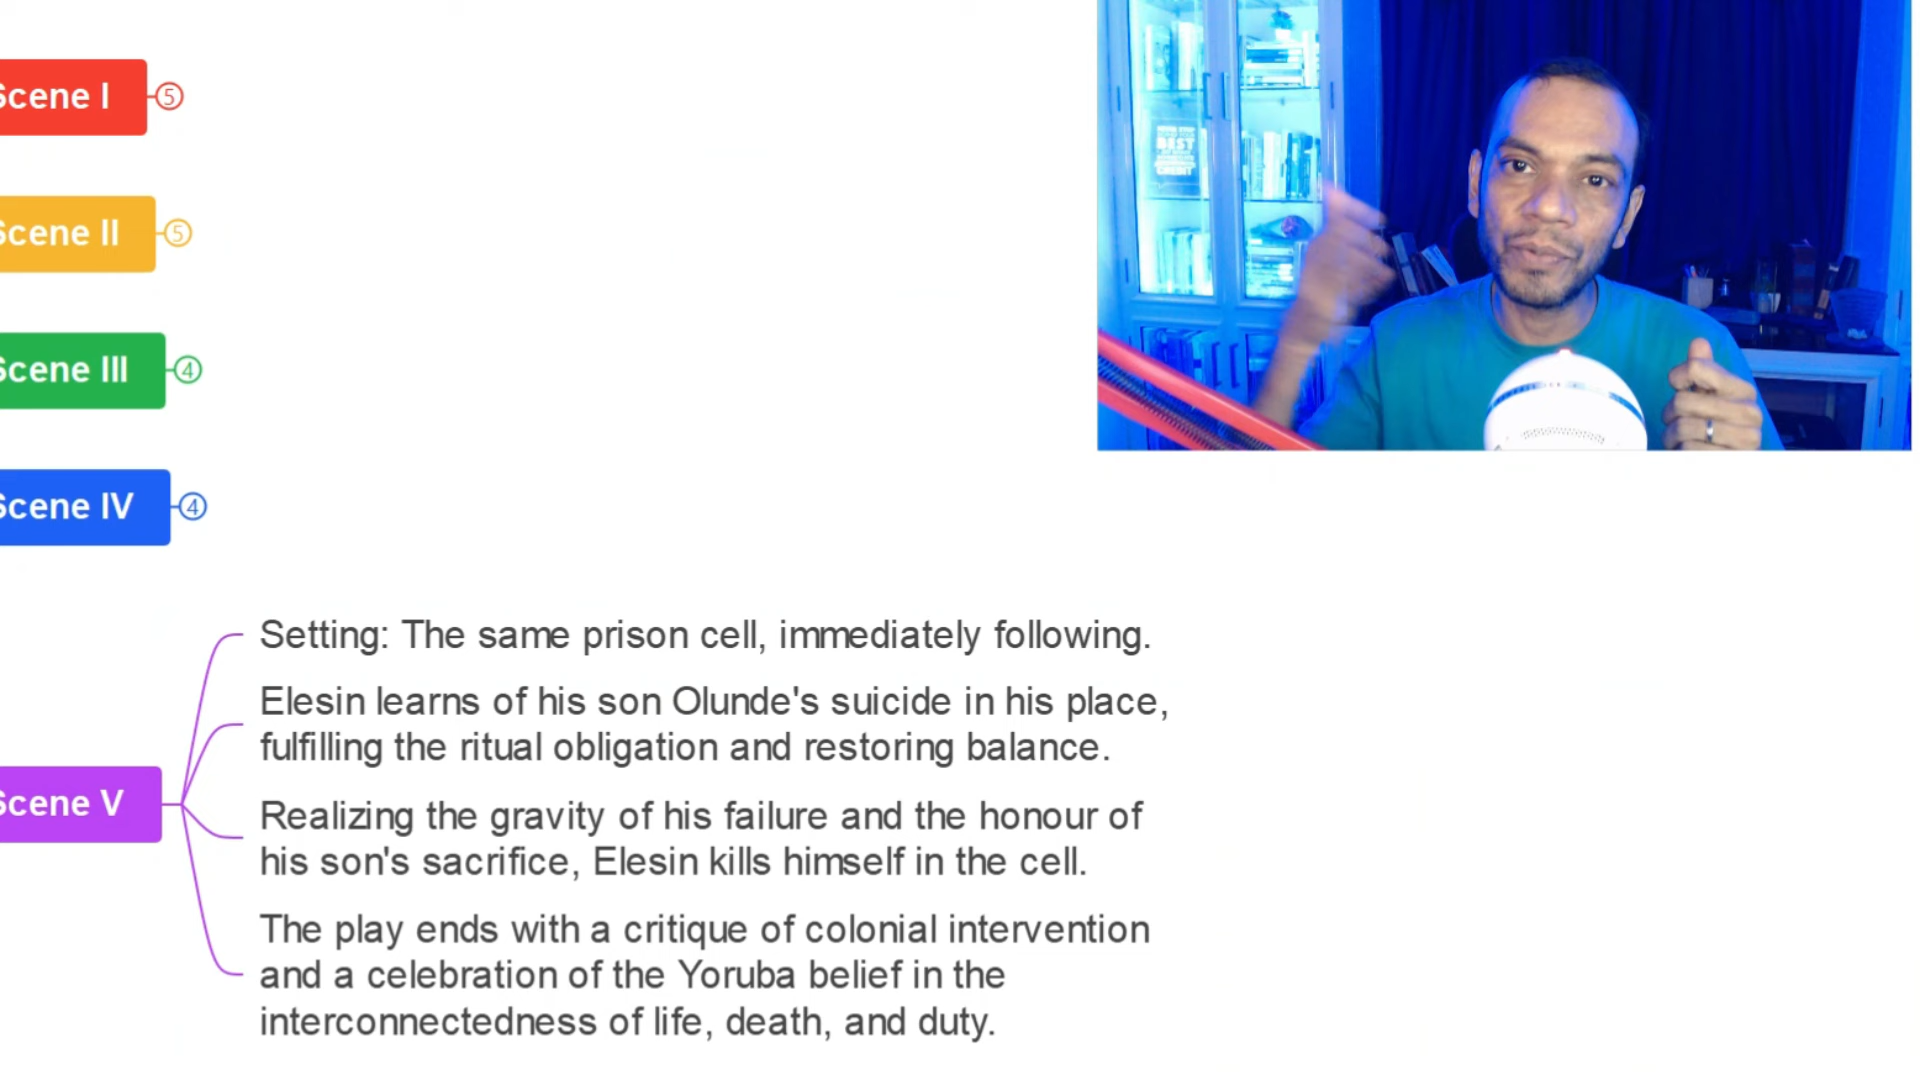 Scene I
5
Scene II
5
Scene III
4
Scene IV
4
Setting: The same prison cell, immediately following.
Elesin learns of his son Olunde's suicide in his place,
fulfilling the ritual obligation and restoring balance.
Scene V
Realizing the gravity of his failure and the honour of
his son's sacrifice, Elesin kills himself in the cell.
The play ends with a critique of colonial intervention
and a celebration of the Yoruba belief in the
interconnectedness of life, death, and duty.
BEST
CREDIT